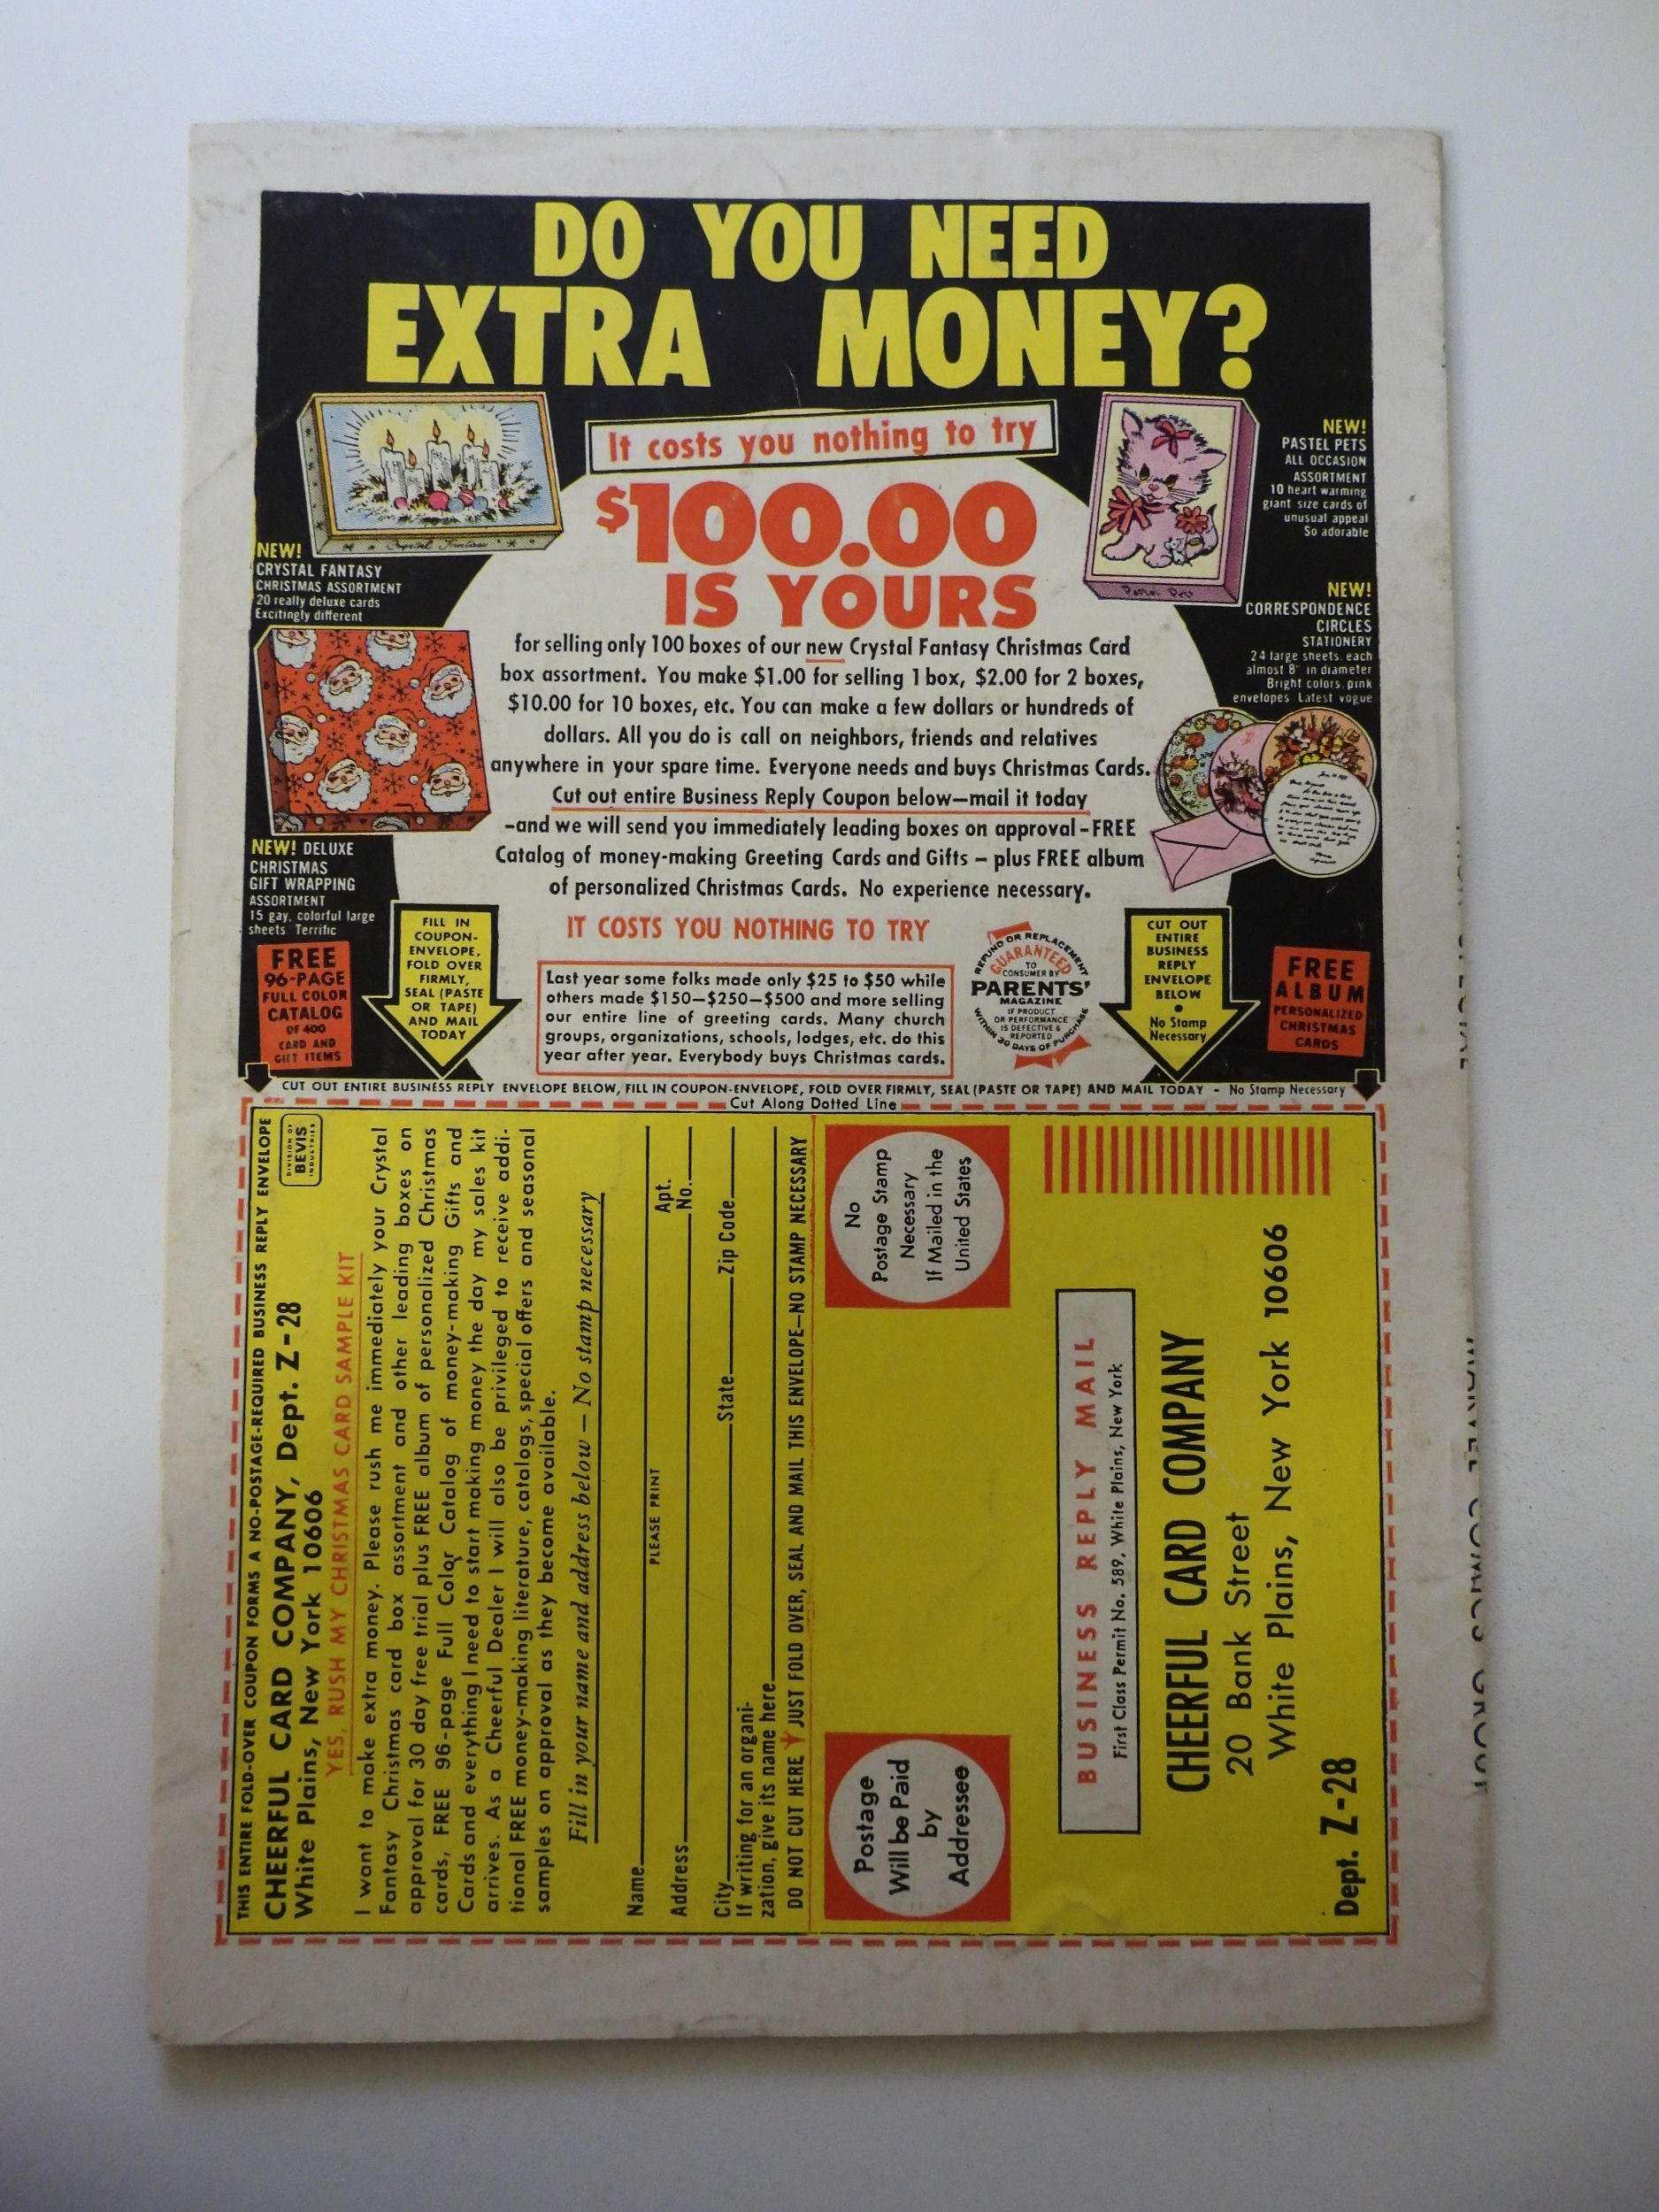 DO YOU NEED
EXTRA MONEY?
It costs you nothing to try
$100.00
IS YOURS
for selling only 100 boxes of our new Crystal Fantasy Christmas Card
box assortment. You make $1.00 for selling 1 box, $2.00 for 2 boxes,
$10.00 for 10 boxes, etc. You can make a few dollars or hundreds of
dollars. All you do is call on neighbors, friends and relatives
anywhere in your spare time. Everyone needs and buys Christmas Cards.
Cut out entire Business Reply Coupon below—mail it today
-and we will send you immediately leading boxes on approval - FREE
Catalog of money-making Greeting Cards and Gifts – plus FREE album
of personalized Christmas Cards. No experience necessary.
IT COSTS YOU NOTHING TO TRY
Last year some folks made only $25 to $50 while
others made $150—$250—$500 and more selling
our entire line of greeting cards. Many church
groups, organizations, schools, lodges, etc. do this
year after year. Everybody buys Christmas cards.
Crystal Fantasy
NEW!
CRYSTAL FANTASY
CHRISTMAS ASSORTMENT
20 really deluxe cards
Excitingly different
NEW! DELUXE
CHRISTMAS
GIFT WRAPPING
ASSORTMENT
15 gay, colorful large
sheets Terrific
FREE
96-PAGE
FULL COLOR
CATALOG
OF 400
CARD AND
GIFT ITEMS
FILL IN
COUPON-
ENVELOPE,
FOLD OVER
FIRMLY,
SEAL (PASTE
OR TAPE)
AND MAIL
TODAY
Pastel Pets
NEW!
PASTEL PETS
ALL OCCASION
ASSORTMENT
10 heart warming
giant size cards of
unusual appeal
So adorable
NEW!
CORRESPONDENCE
CIRCLES
STATIONERY
24 large sheets, each
almost 8" in diameter
Bright colors, pink
envelopes Latest vogue
REFUND OR REPLACEMENT
GUARANTEED
TO
CONSUMER BY
PARENTS'
MAGAZINE
IF PRODUCT
OR PERFORMANCE
IS DEFECTIVE &
REPORTED
WITHIN 30 DAYS OF PURCHASE
CUT OUT
ENTIRE
BUSINESS
REPLY
ENVELOPE
BELOW
•
No Stamp
Necessary
FREE
ALBUM
PERSONALIZED
CHRISTMAS
CARDS
CUT OUT ENTIRE BUSINESS REPLY ENVELOPE BELOW, FILL IN COUPON-ENVELOPE, FOLD OVER FIRMLY, SEAL (PASTE OR TAPE) AND MAIL TODAY - No Stamp Necessary
Cut Along Dotted Line
THIS ENTIRE FOLD-OVER COUPON FORMS A NO-POSTAGE-REQUIRED BUSINESS REPLY ENVELOPE
CHEERFUL CARD COMPANY, Dept. Z-28
White Plains, New York 10606
DIVISION OF
BEVIS
INDUSTRIES
YES, RUSH MY CHRISTMAS CARD SAMPLE KIT
I want to make extra money. Please rush me immediately your Crystal
Fantasy Christmas card box assortment and other leading boxes on
approval for 30 day free trial plus FREE album of personalized Christmas
cards, FREE 96-page Full Color Catalog of money-making Gifts and
Cards and everything I need to start making money the day my sales kit
arrives. As a Cheerful Dealer I will also be privileged to receive addi-
tional FREE money-making literature, catalogs, special offers and seasonal
samples on approval as they become available.
Fill in your name and address below — No stamp necessary
Name
PLEASE PRINT
Address Apt. No.
City State Zip Code
If writing for an organi-
zation, give its name here
DO NOT CUT HERE JUST FOLD OVER, SEAL AND MAIL THIS ENVELOPE—NO STAMP NECESSARY
Postage
Will be Paid
by
Addressee
No
Postage Stamp
Necessary
If Mailed in the
United States
BUSINESS REPLY MAIL
First Class Permit No. 589, White Plains, New York
CHEERFUL CARD COMPANY
20 Bank Street
White Plains, New York 10606
Dept. Z-28